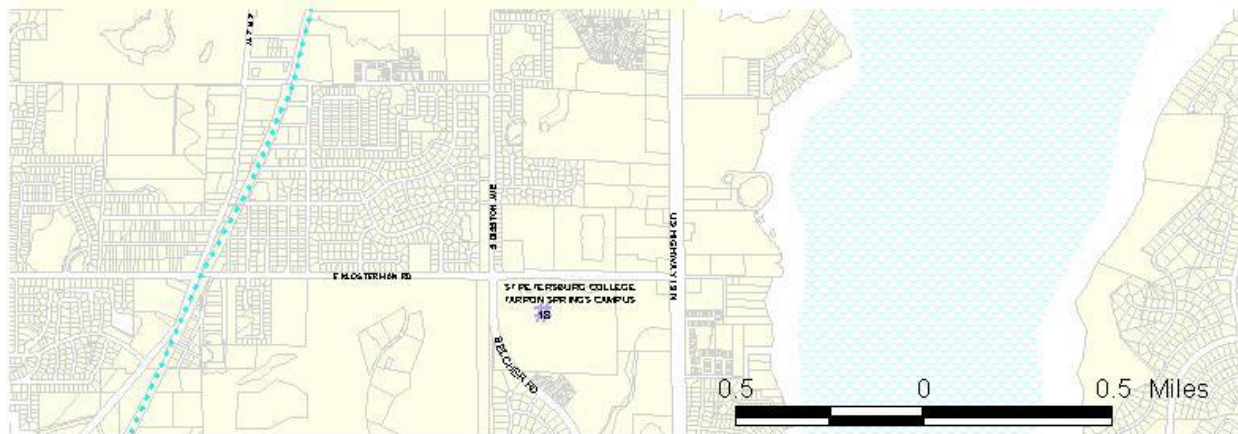 US HIGHWAY 19 N
E KLOSTERMAN RD
ST PETERSBURG COLLEGE
TARPON SPRINGS CAMPUS
18
BELCHER RD
0.5 0 0.5 Miles